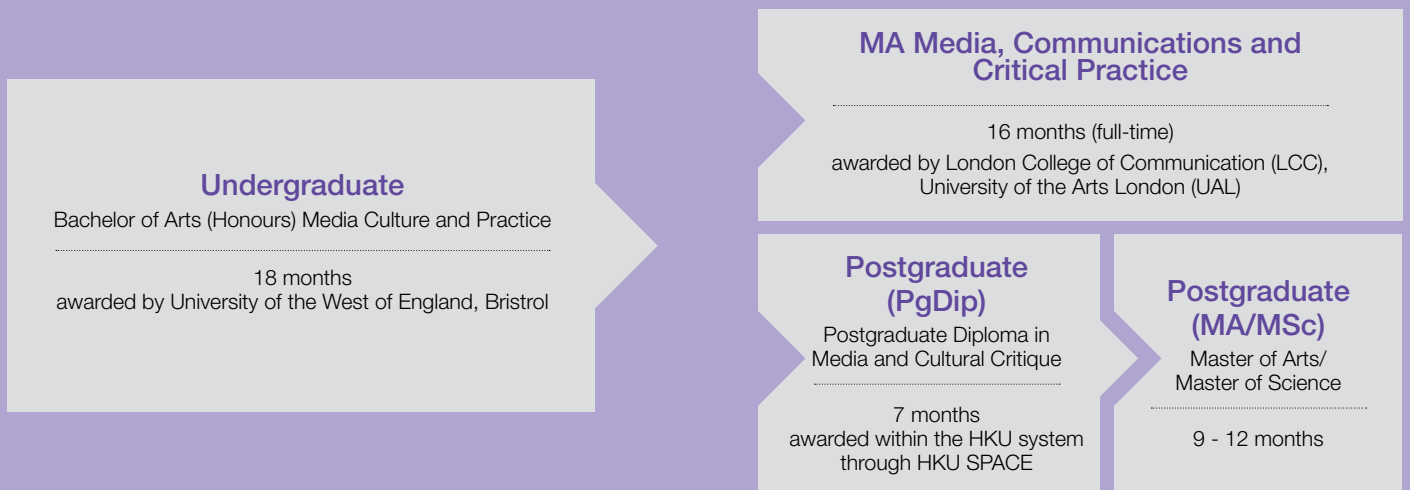 Undergraduate
Bachelor of Arts (Honours) Media Culture and Practice
18 months
awarded by University of the West of England, Bristrol
MA Media, Communications and
Critical Practice
16 months (full-time)
awarded by London College of Communication (LCC),
University of the Arts London (UAL)
Postgraduate
(PgDip)
Postgraduate Diploma in
Media and Cultural Critique
7 months
awarded within the HKU system
through HKU SPACE
Postgraduate
(MA/MSc)
Master of Arts/
Master of Science
9 - 12 months